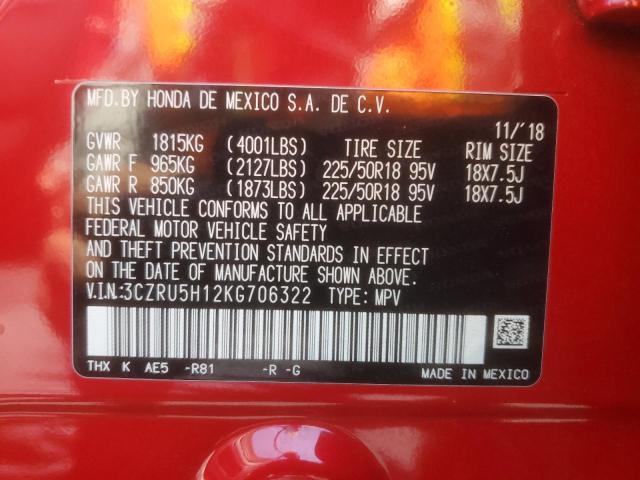 MFD.BY HONDA DE MEXICO S.A. DE C.V.
11/'18
GVWR 1815KG (4001LBS) TIRE SIZE RIM SIZE
GAWR F 965KG (2127LBS) 225/50R18 95V 18X7.5J
GAWR R 850KG (1873LBS) 225/50R18 95V 18X7.5J
THIS VEHICLE CONFORMS TO ALL APPLICABLE
FEDERAL MOTOR VEHICLE SAFETY
AND THEFT PREVENTION STANDARDS IN EFFECT
ON THE DATE OF MANUFACTURE SHOWN ABOVE.
V.I.N.:3CZRU5H12KG706322 TYPE: MPV
THX K AE5 -R81 -R -G MADE IN MEXICO